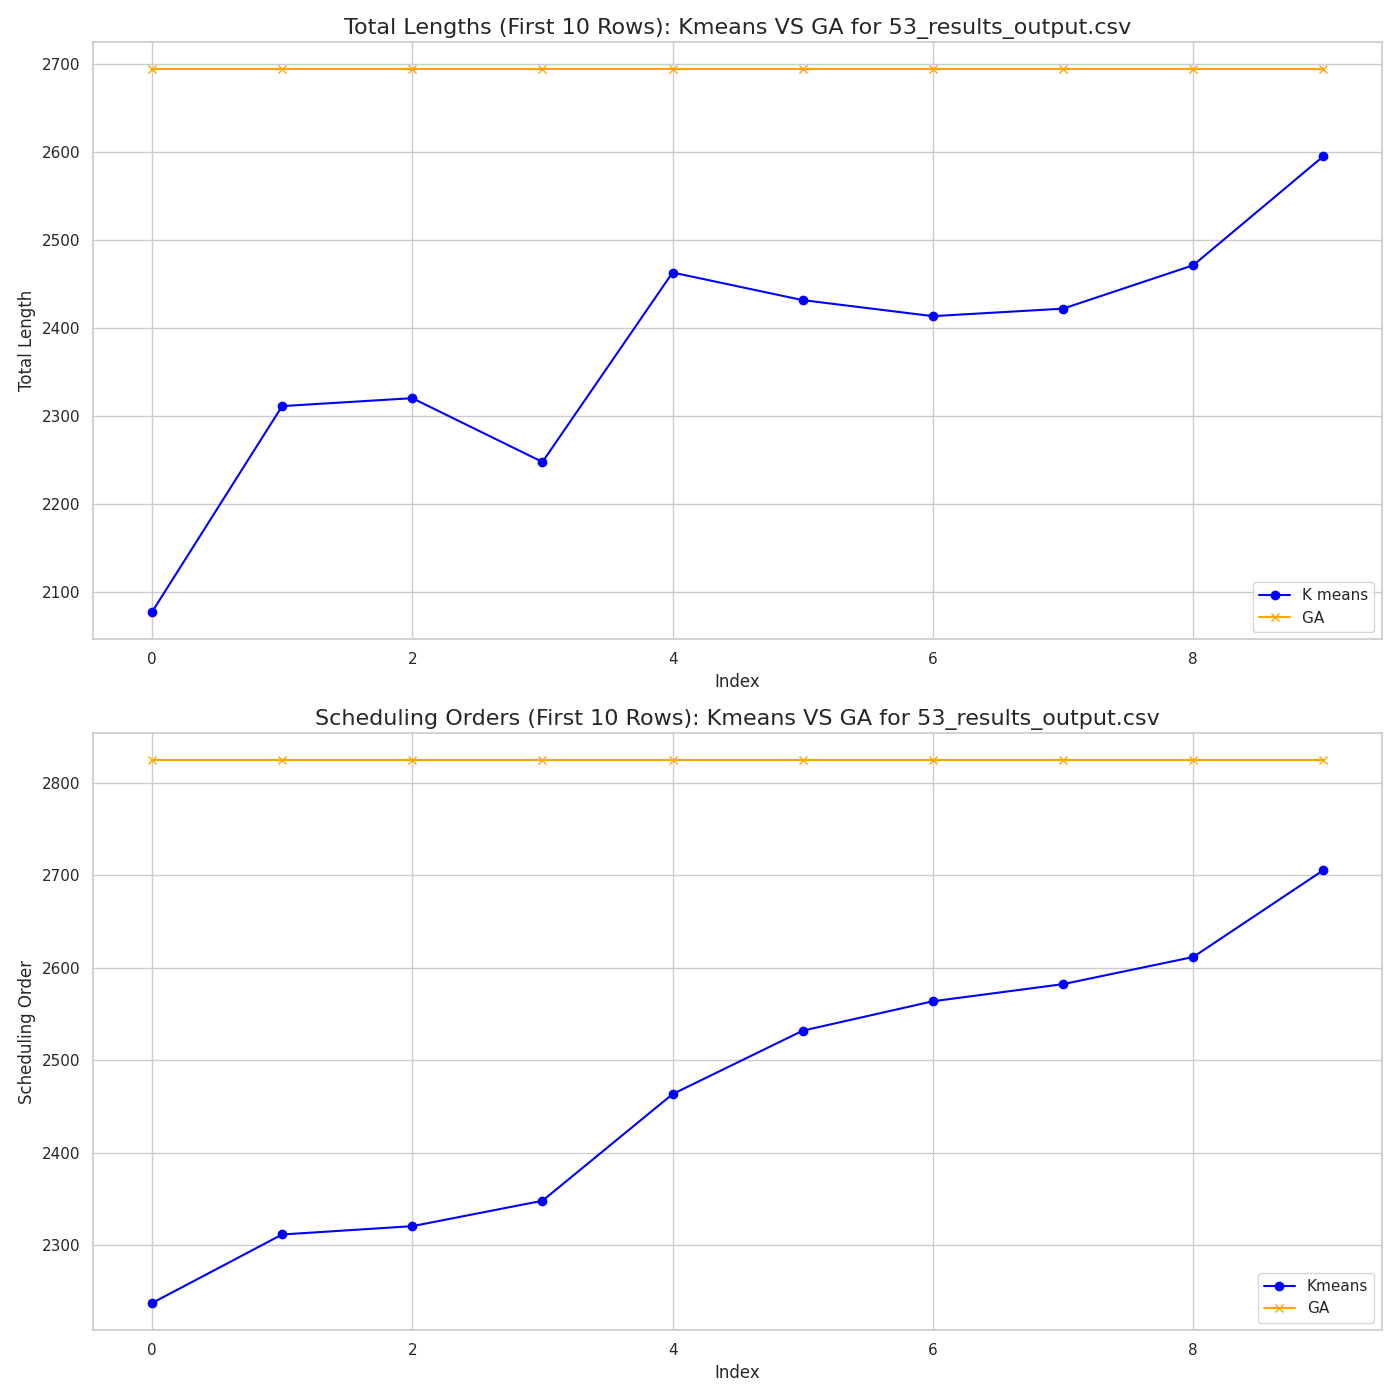 Total Lengths (First 10 Rows): Kmeans VS GA for 53_results_output.csv
2700
2600
2500
2400
2300
2200
2100
Total Length
K means
GA
0 2 4 6 8
Index
Scheduling Orders (First 10 Rows): Kmeans VS GA for 53_results_output.csv
2800
2700
2600
2500
2400
2300
Scheduling Order
Kmeans
GA
0 2 4 6 8
Index